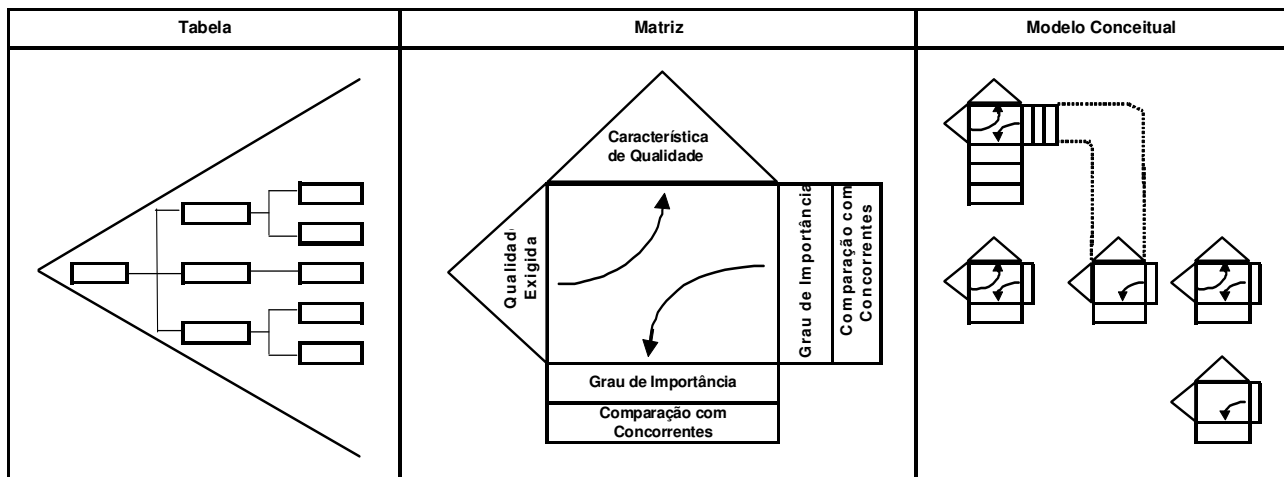 Tabela
Matriz
Modelo Conceitual
Característica
de Qualidade
Qualidad
Exigida
Grau de Importância
Comparação com
Concorrentes
Grau de Importância
Comparação com
Concorrentes